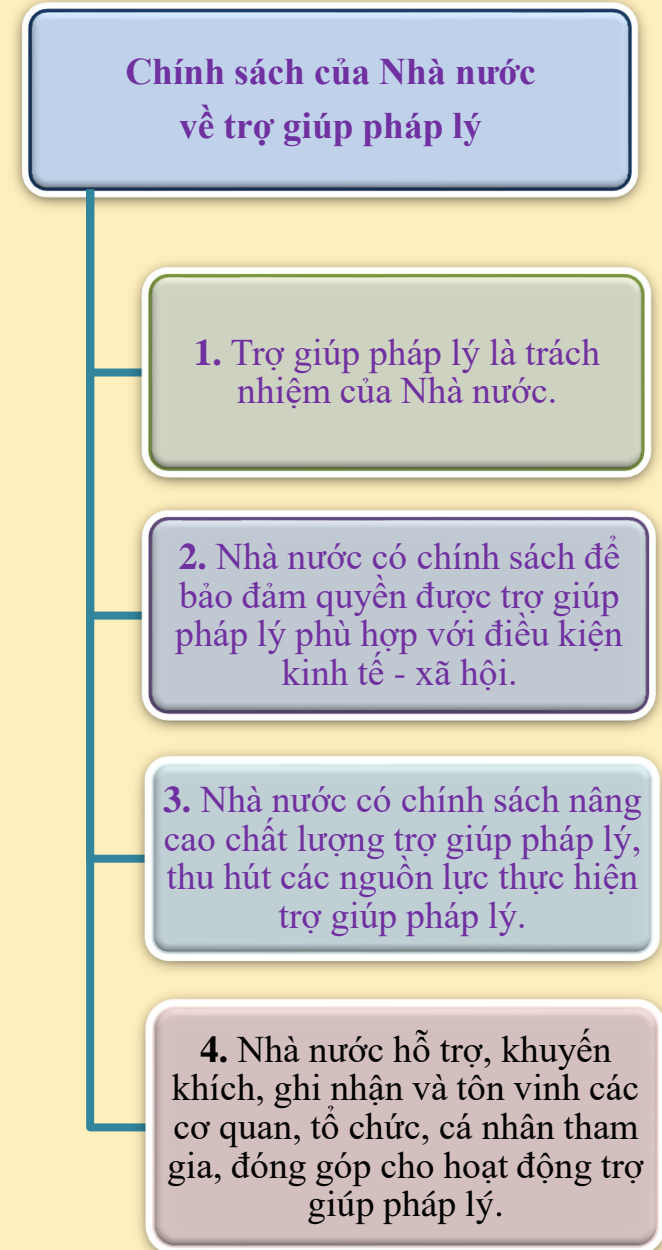 Chính sách của Nhà nước
về trợ giúp pháp lý
1. Trợ giúp pháp lý là trách
nhiệm của Nhà nước.
2. Nhà nước có chính sách để
bảo đảm quyền được trợ giúp
pháp lý phù hợp với điều kiện
kinh tế - xã hội.
3. Nhà nước có chính sách nâng
cao chất lượng trợ giúp pháp lý,
thu hút các nguồn lực thực hiện
trợ giúp pháp lý.
4. Nhà nước hỗ trợ, khuyến
khích, ghi nhận và tôn vinh các
cơ quan, tổ chức, cá nhân tham
gia, đóng góp cho hoạt động trợ
giúp pháp lý.